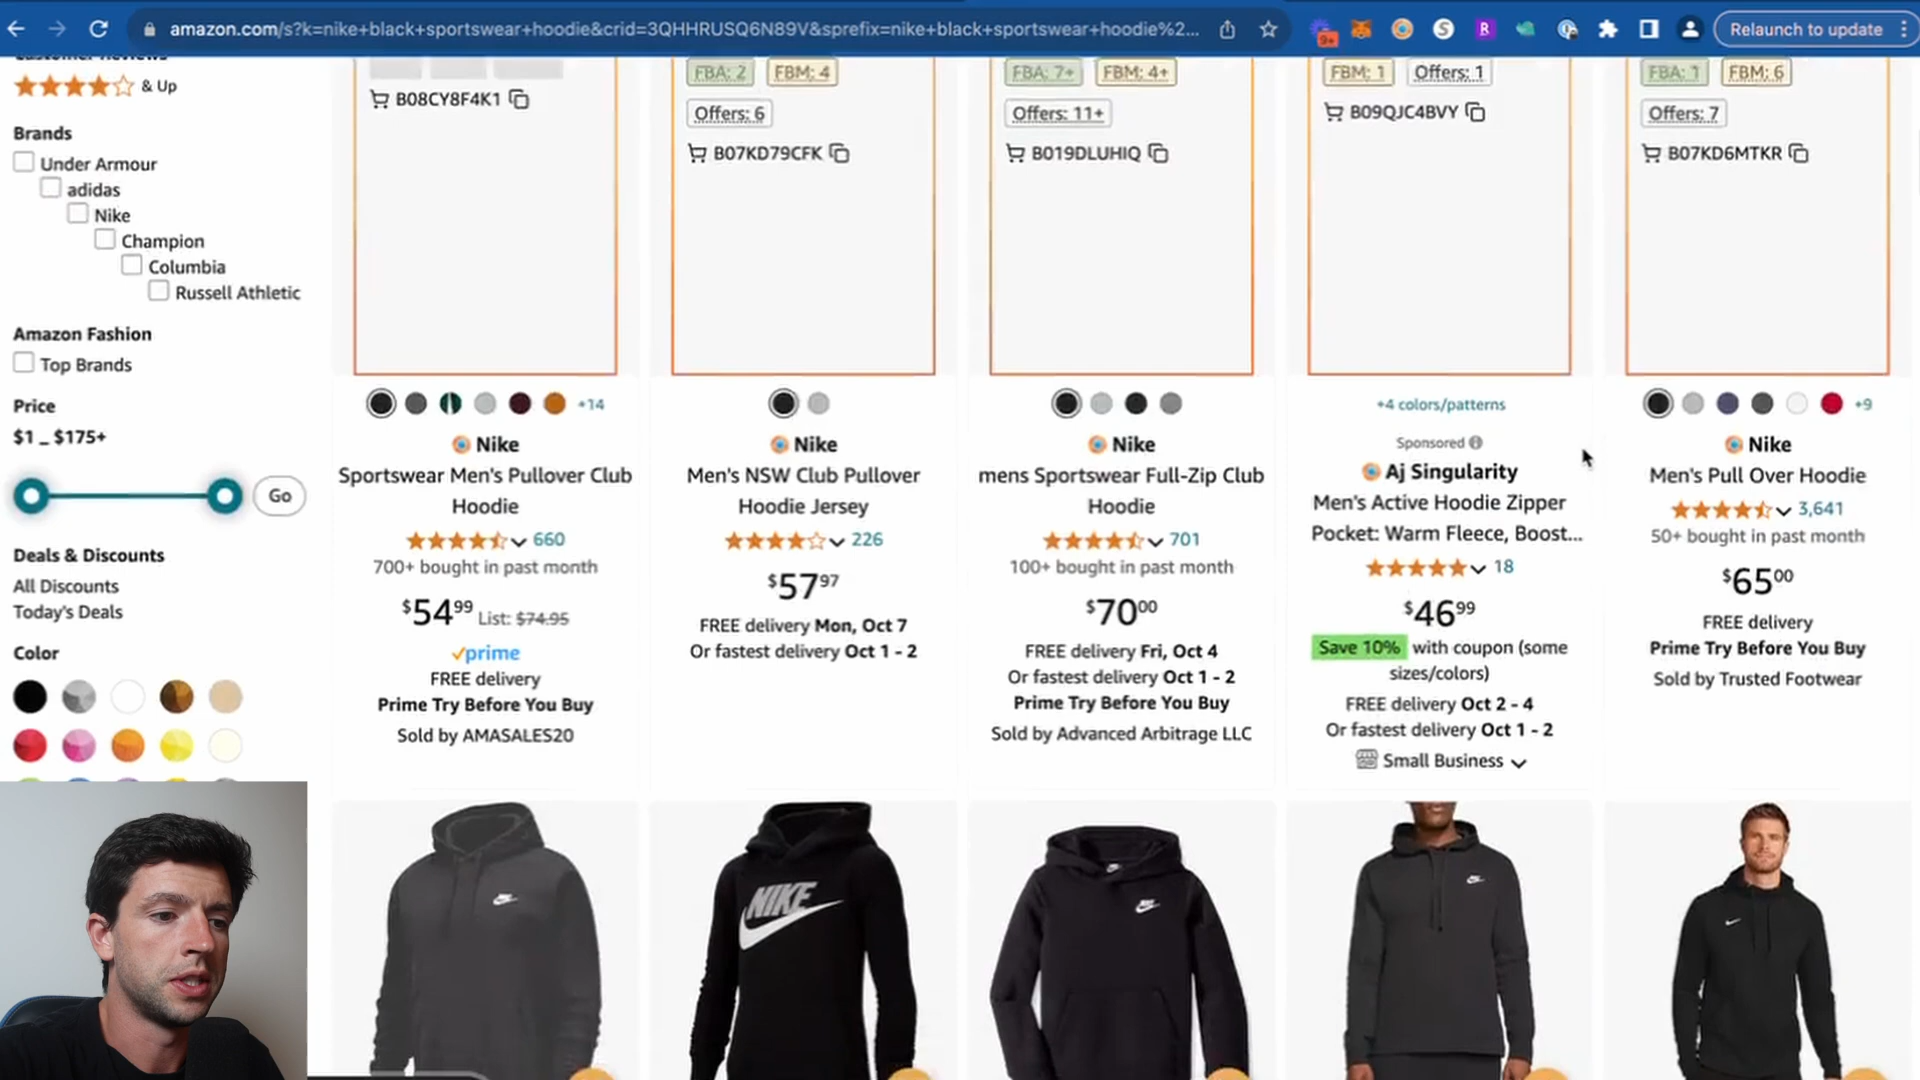 amazon.com/s?k=nike+black+sportswear+hoodie&crid=3QHHRUSQ6N89V&sprefix=nike+black+sportswear+hoodie%2...
9+
S
R
Relaunch to update
Customer Reviews
& Up
Brands
Under Armour
adidas
Nike
Champion
Columbia
Russell Athletic
Amazon Fashion
Top Brands
Price
$1 _ $175+
Go
Deals & Discounts
All Discounts
Today's Deals
Color
B08CY8F4K1
+14
Nike
Sportswear Men's Pullover Club
Hoodie
660
700+ bought in past month
$54 99 List: $74.95
prime
FREE delivery
Prime Try Before You Buy
Sold by AMASALES20
FBA: 2 FBM: 4
Offers: 6
B07KD79CFK
Nike
Men's NSW Club Pullover
Hoodie Jersey
226
$57 97
FREE delivery Mon, Oct 7
Or fastest delivery Oct 1 - 2
FBA: 7+ FBM: 4+
Offers: 11+
B019DLUHIQ
Nike
mens Sportswear Full-Zip Club
Hoodie
701
100+ bought in past month
$70 00
FREE delivery Fri, Oct 4
Or fastest delivery Oct 1 - 2
Prime Try Before You Buy
Sold by Advanced Arbitrage LLC
FBM: 1 Offers: 1
B09QJC4BVY
+4 colors/patterns
Sponsored
Aj Singularity
Men's Active Hoodie Zipper
Pocket: Warm Fleece, Boost...
18
$46 99
Save 10% with coupon (some
sizes/colors)
FREE delivery Oct 2 - 4
Or fastest delivery Oct 1 - 2
Small Business
FBA: 1 FBM: 6
Offers: 7
B07KD6MTKR
+9
Nike
Men's Pull Over Hoodie
3,641
50+ bought in past month
$65 00
FREE delivery
Prime Try Before You Buy
Sold by Trusted Footwear
NIKE